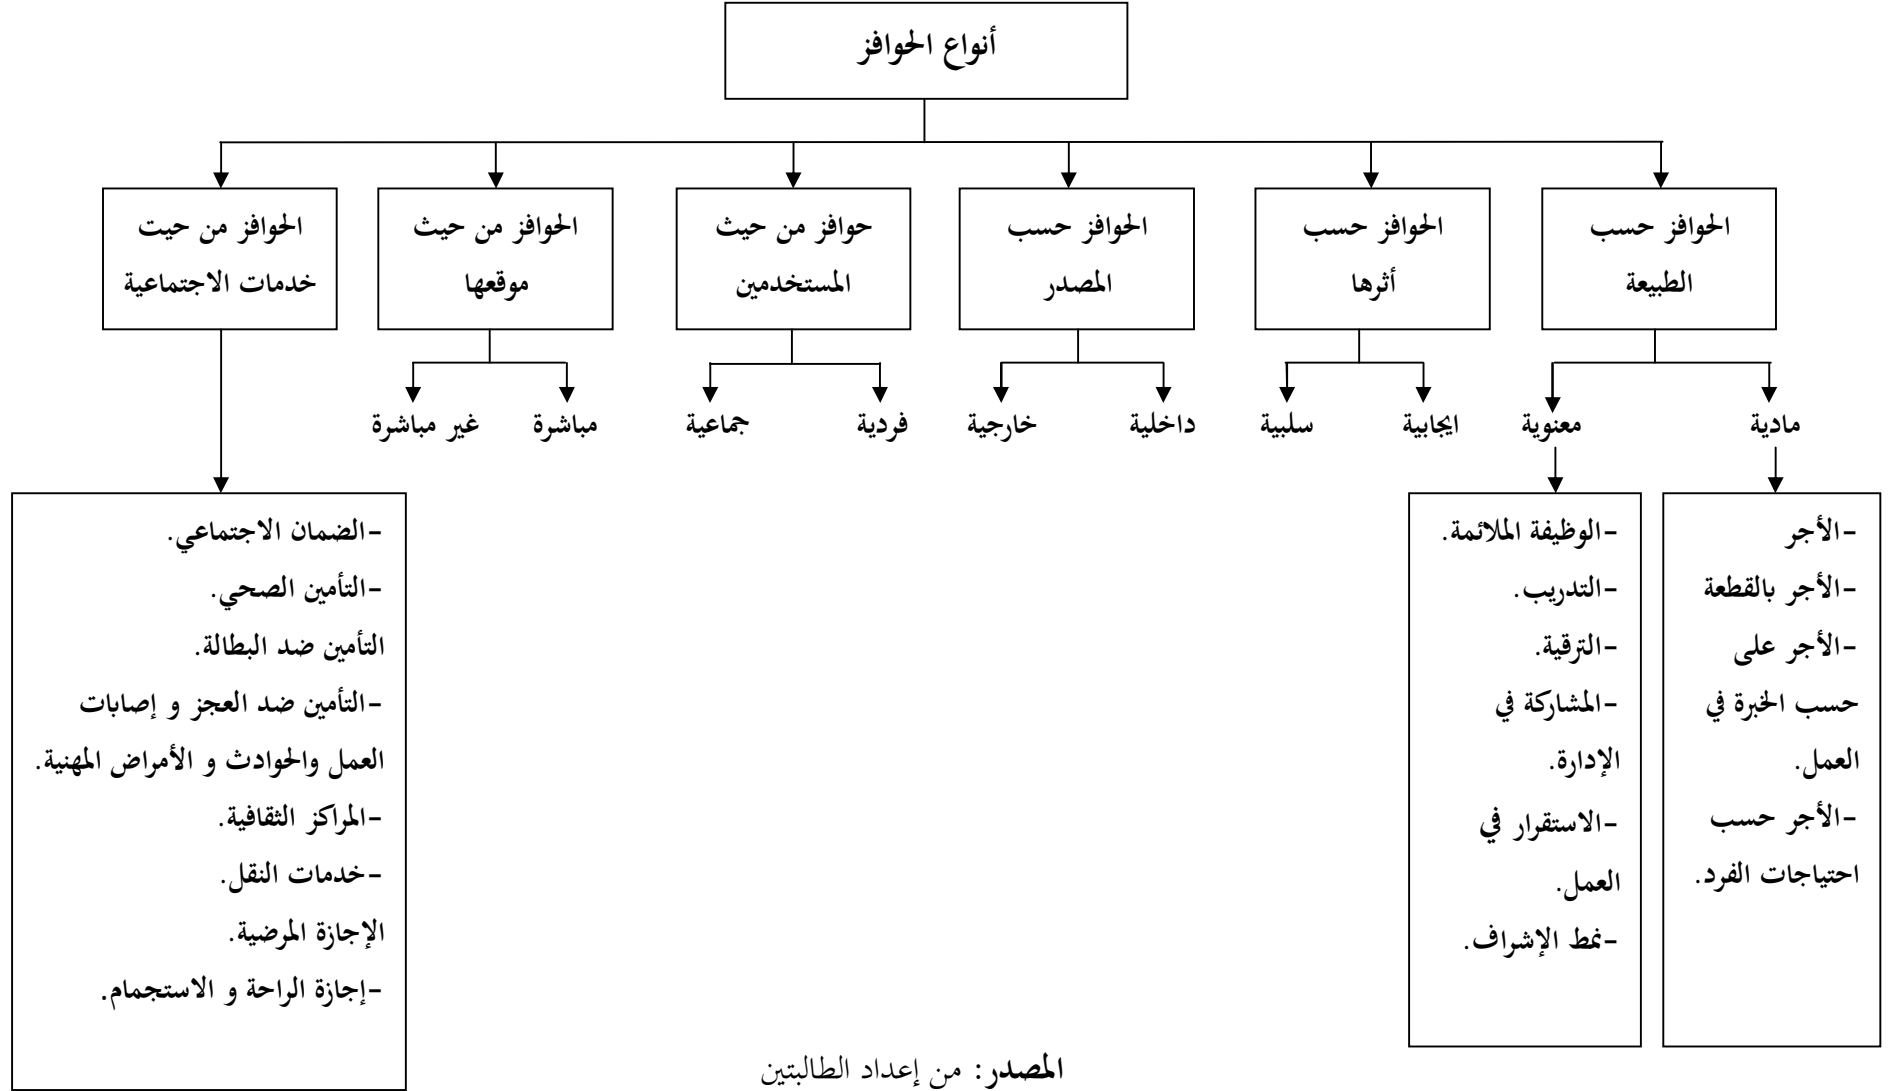 أنواع الحوافز
الحوافز حسب
الطبيعة
الحوافز حسب
أثرها
الحوافز حسب
المصدر
حوافز من حيث
المستخدمين
الحوافز من حيث
موقعها
الحوافز من حيت
خدمات الاجتماعية
مادية
معنوية
ايجابية
سلبية
داخلية
خارجية
فردية
جماعية
مباشرة
غير مباشرة
-الأجر
-الأجر بالقطعة
-الأجر على
حسب الخبرة في
العمل.
-الأجر حسب
احتياجات الفرد.
-الوظيفة الملائمة.
-التدريب.
-الترقية.
-المشاركة في
الإدارة.
-الاستقرار في
العمل.
-نمط الإشراف.
-الضمان الاجتماعي.
-التأمين الصحي.
التأمين ضد البطالة.
-التأمين ضد العجز و إصابات
العمل والحوادث و الأمراض المهنية.
-المراكز الثقافية.
-خدمات النقل.
الإجازة المرضية.
-إجازة الراحة و الاستجمام.
المصدر: من إعداد الطالبتين